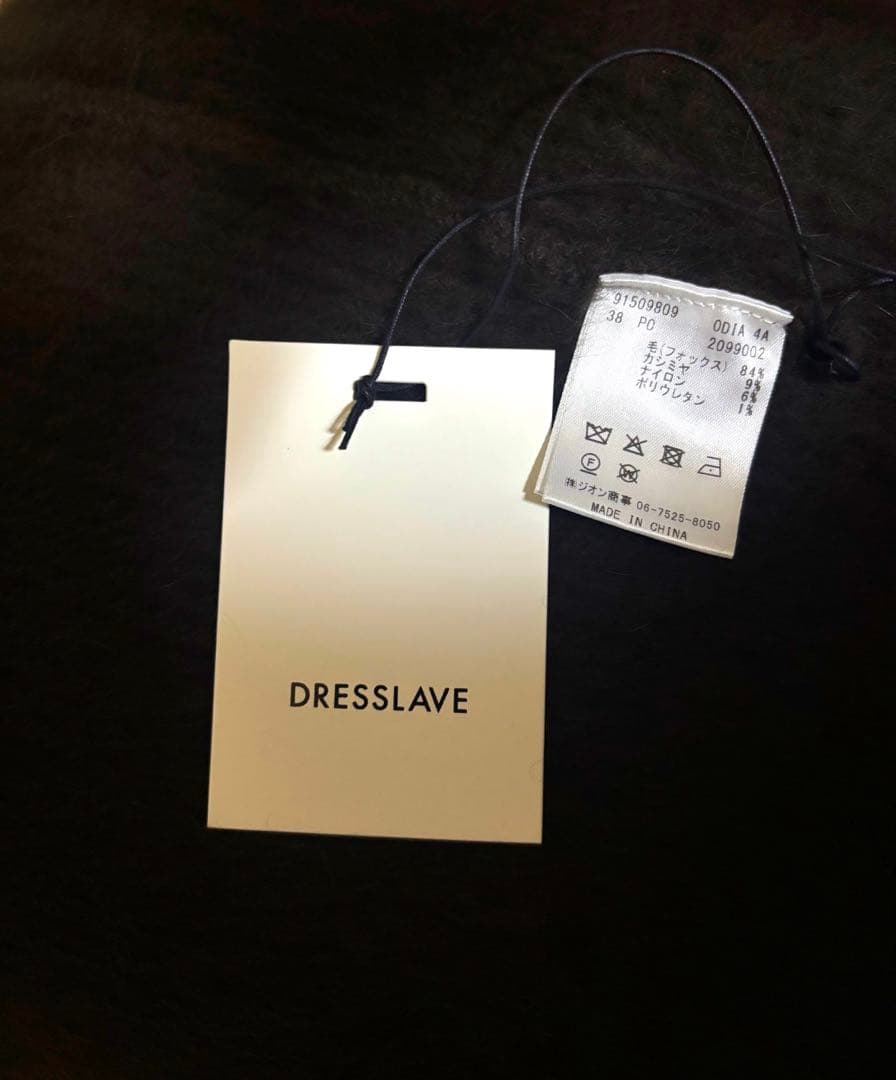 DRESSLAVE
91509809 0DIA 4A
38 PO 2099002
毛(フォックス) 84%
カシミヤ 9%
ナイロン 6%
ポリウレタン 1%
F
W
㈱ジオン商事 06-7525-8050
MADE IN CHINA